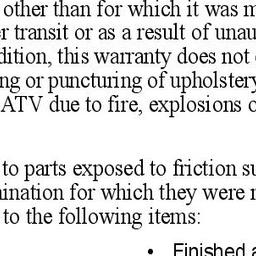 other than for which it was m
r transit or as a result of unau
dition, this warranty does not
ng or puncturing of upholstery
ATV due to fire, explosions o
to parts exposed to friction su
nination for which they were
to the following items:
• Finished a